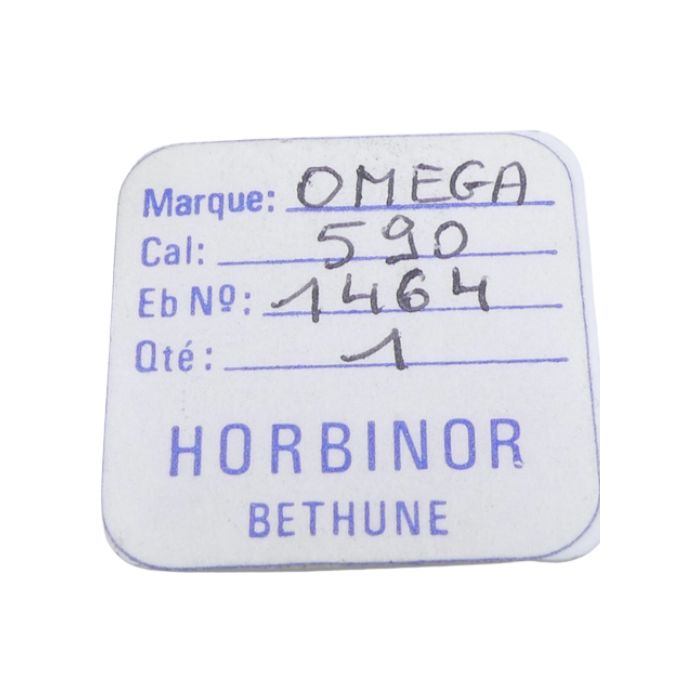 Marque: OMEGA
Cal: 590
Eb Nº: 1464
Qté: 1
HORBINOR
BETHUNE